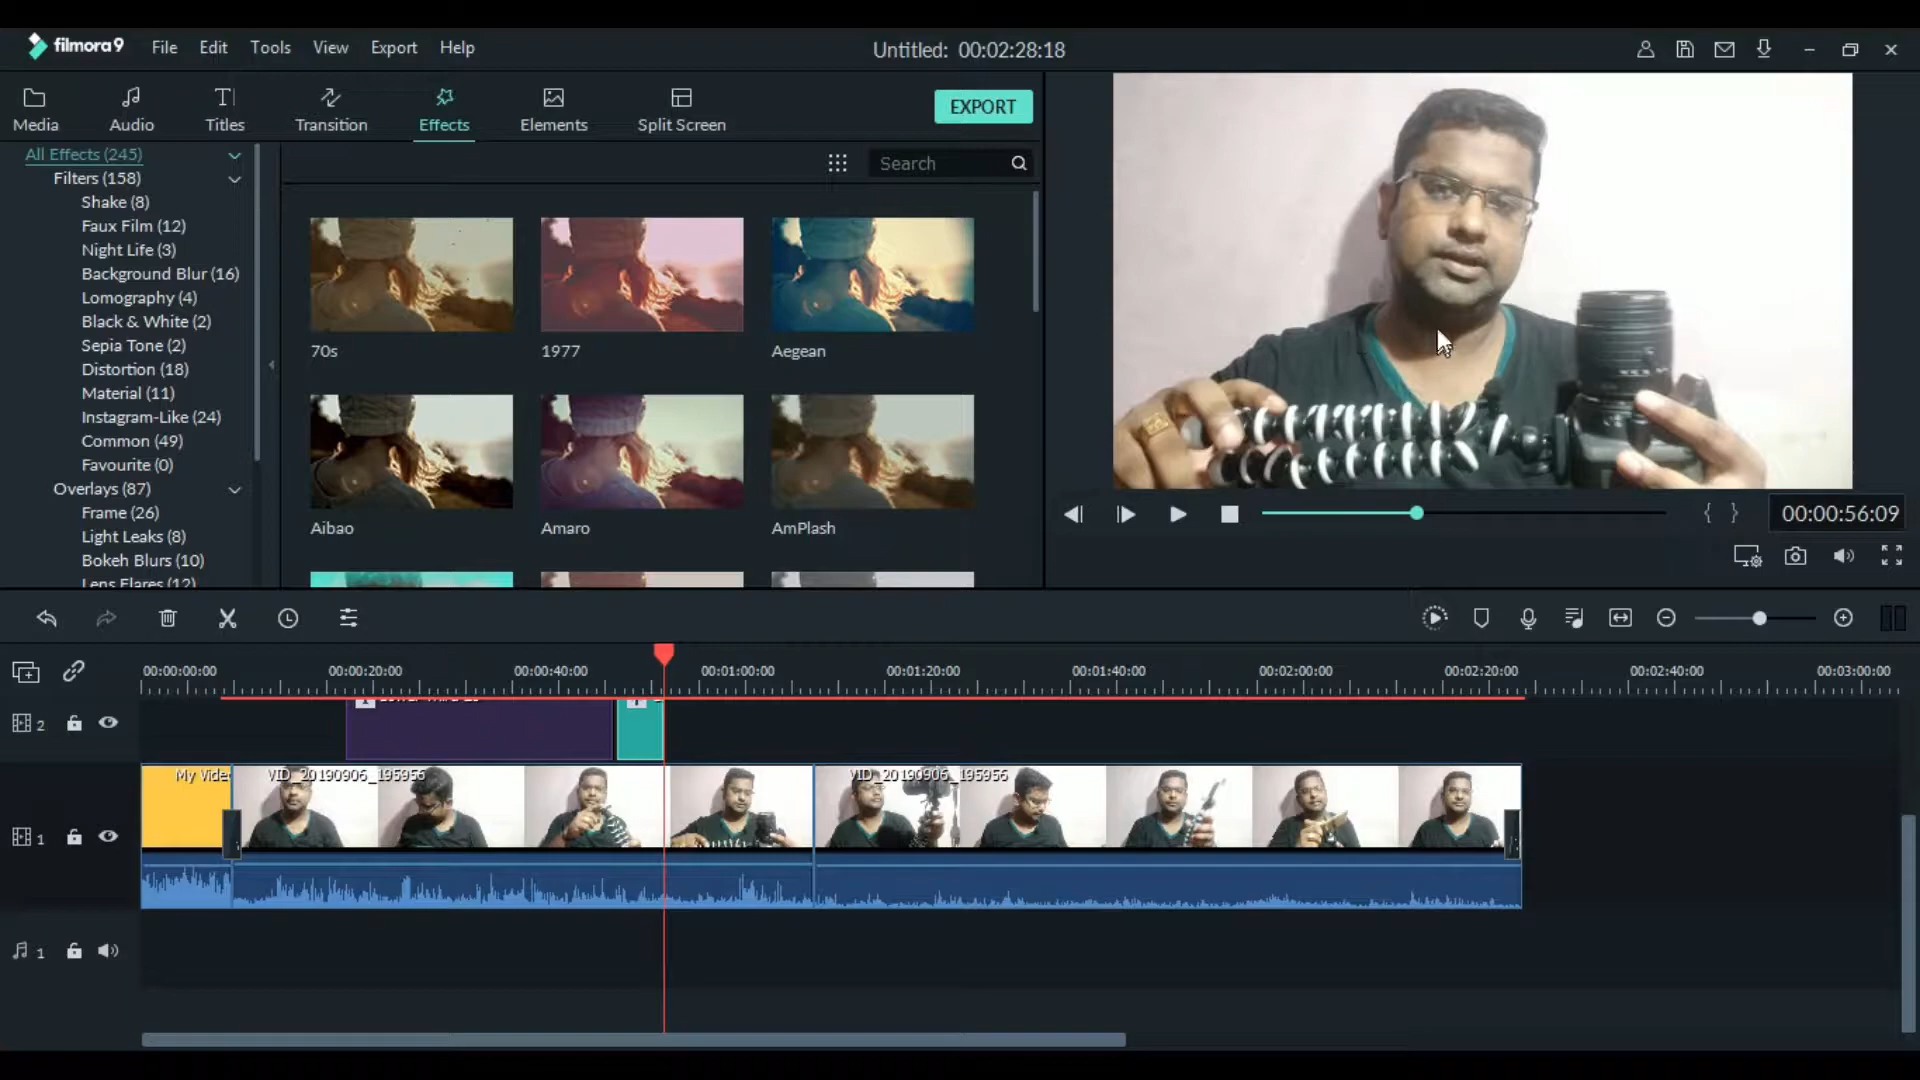 filmora9 File Edit Tools View Export Help
Untitled: 00:02:28:18
Media Audio Titles Transition Effects Elements Split Screen EXPORT
All Effects (245)
Filters (158)
Shake (8)
Faux Film (12)
Night Life (3)
Background Blur (16)
Lomography (4)
Black & White (2)
Sepia Tone (2)
Distortion (18)
Material (11)
Instagram-Like (24)
Common (49)
Favourite (0)
Overlays (87)
Frame (26)
Light Leaks (8)
Bokeh Blurs (10)
Lens Flares (12)
Search
70s 1977 Aegean
Aibao Amaro AmPlash
{ } 00:00:56:09
00:00:00:00 00:00:20:00 00:00:40:00 00:01:00:00 00:01:20:00 00:01:40:00 00:02:00:00 00:02:20:00 00:02:40:00 00:03:00:00
2
My Vide VID_20190906_195956 VID_20190906_195956
1
1